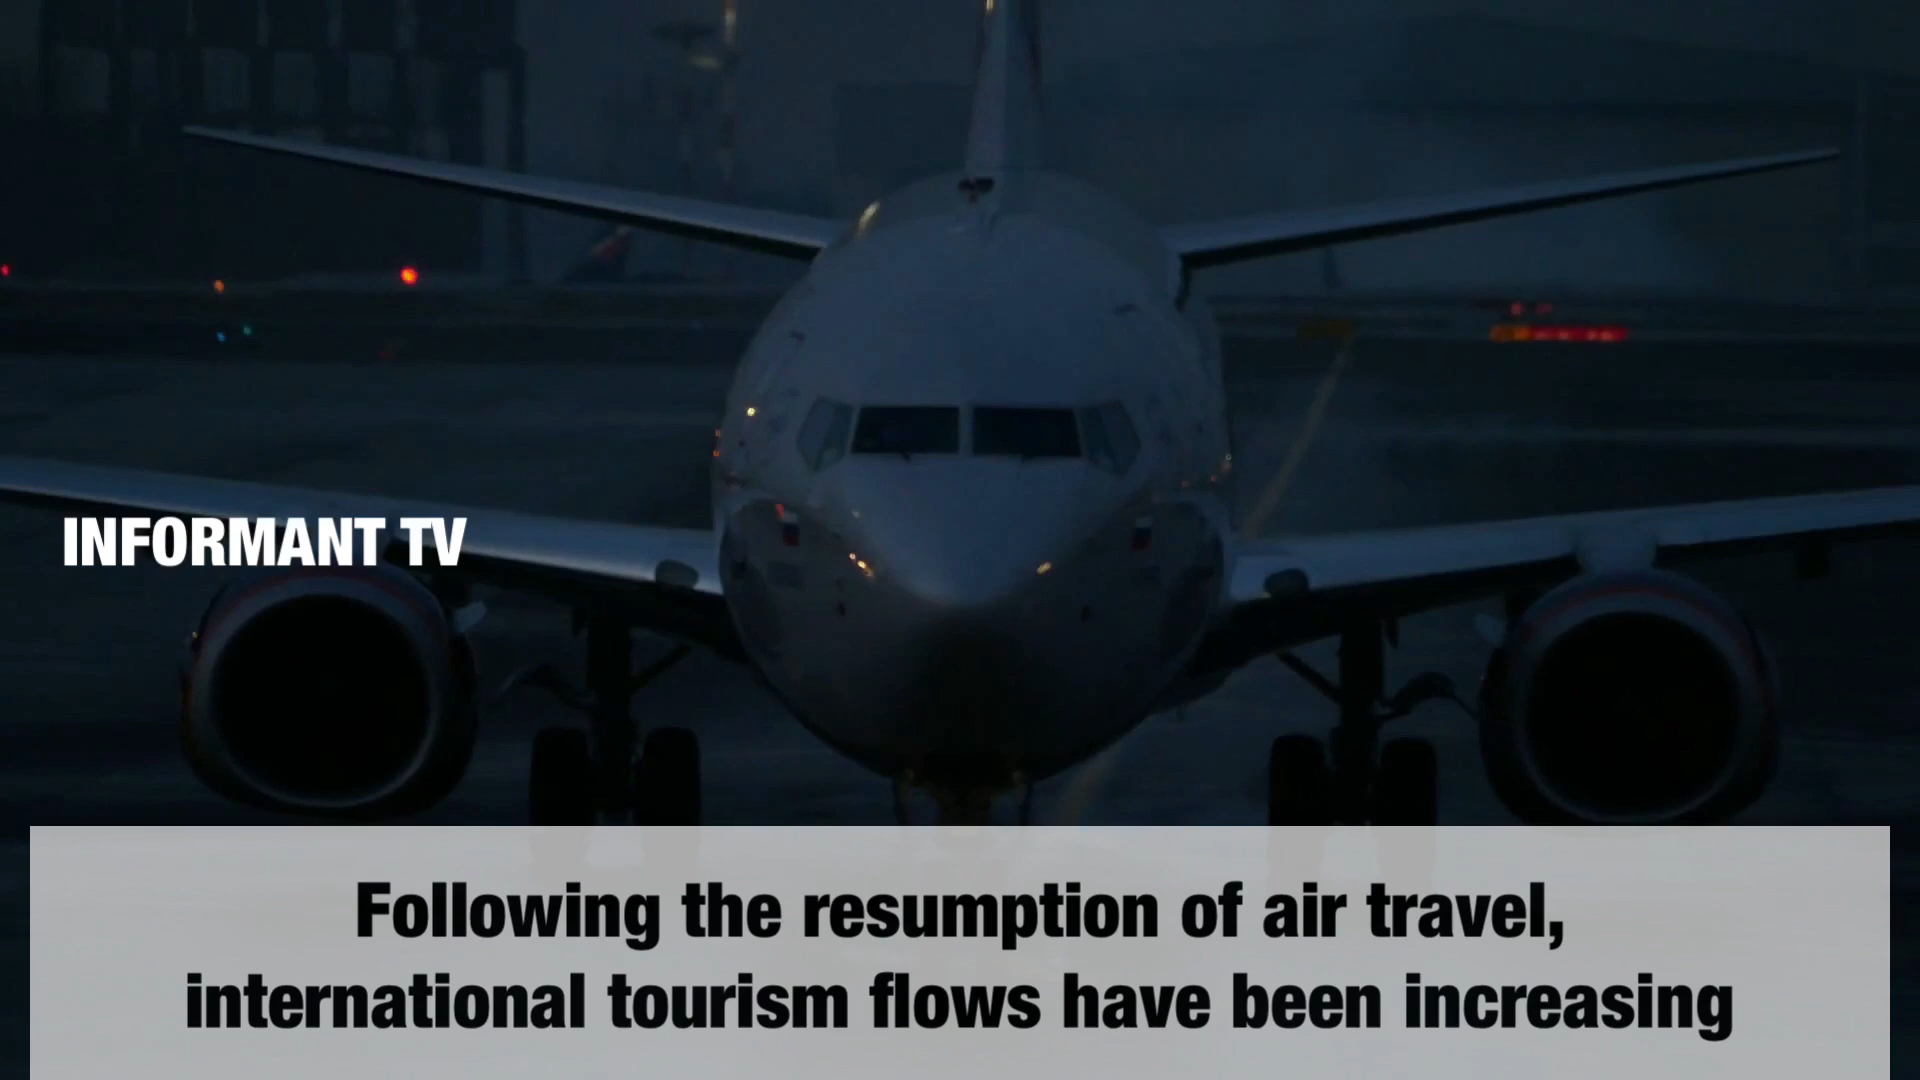 INFORMANT TV
Following the resumption of air travel,
international tourism flows have been increasing